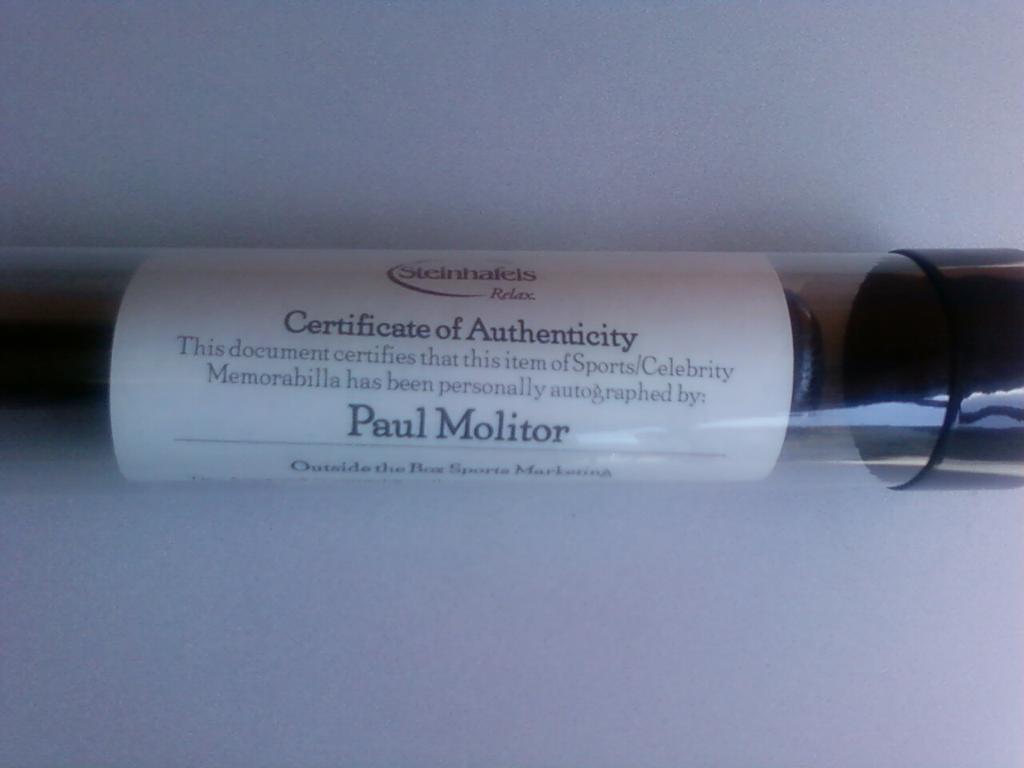 Steinhafels
Relax.
Certificate of Authenticity
This document certifies that this item of Sports/Celebrity
Memorabilla has been personally autographed by:
Paul Molitor
Outside the Box Sports Marketing